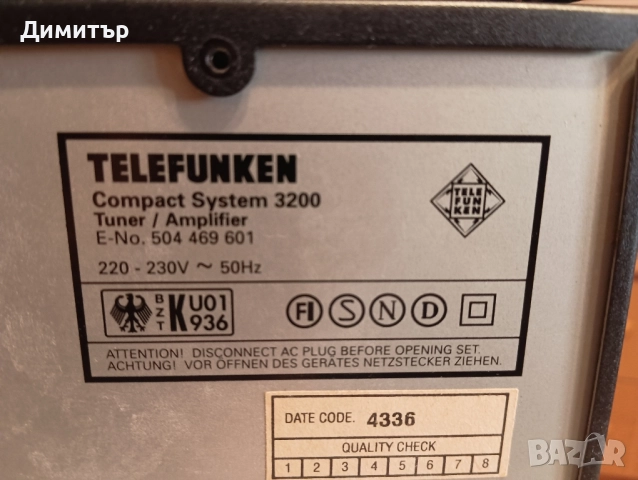 Димитър
TELEFUNKEN
Compact System 3200
Tuner / Amplifier
E-No. 504 469 601
220 - 230V ~ 50Hz
TELE
FUN
KEN
BZT K U01
936
FI S N D
ATTENTION! DISCONNECT AC PLUG BEFORE OPENING SET.
ACHTUNG! VOR ÖFFNEN DES GERÄTES NETZSTECKER ZIEHEN.
DATE CODE. 4336
QUALITY CHECK
1 2 3 4 5 6 7 8
BAZAR